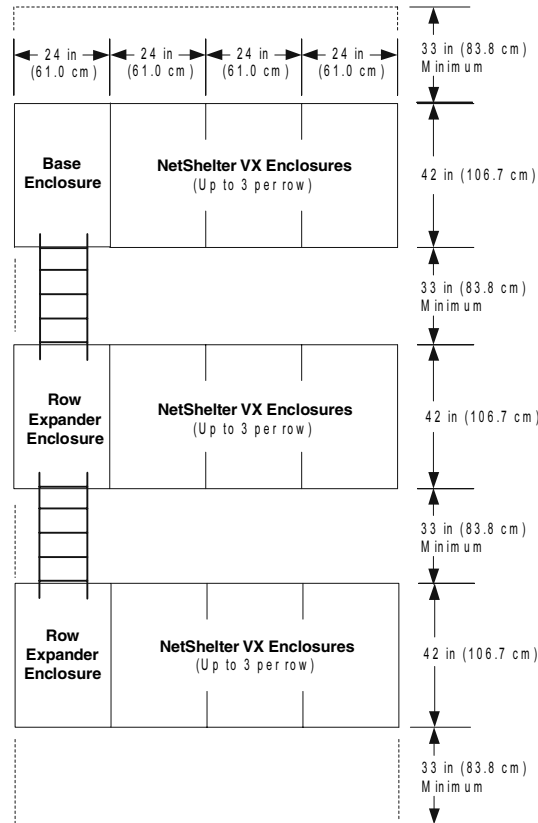 24 in
(61.0 cm)
24 in
(61.0 cm)
24 in
(61.0 cm)
24 in
(61.0 cm)
33 in (83.8 cm)
Minimum
Base
Enclosure
NetShelter VX Enclosures
(Up to 3 per row)
42 in (106.7 cm)
33 in (83.8 cm)
Minimum
Row
Expander
Enclosure
NetShelter VX Enclosures
(Up to 3 per row)
42 in (106.7 cm)
33 in (83.8 cm)
Minimum
Row
Expander
Enclosure
NetShelter VX Enclosures
(Up to 3 per row)
42 in (106.7 cm)
33 in (83.8 cm)
Minimum